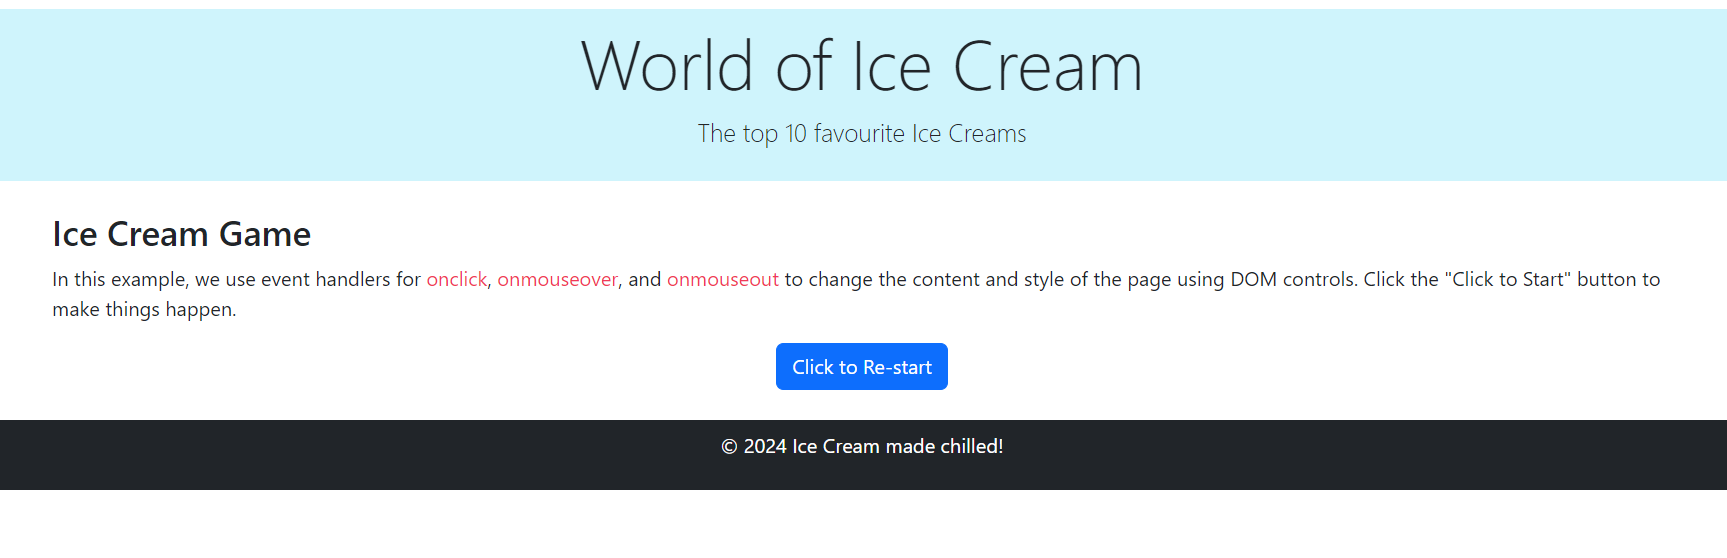 World of Ice Cream
The top 10 favourite Ice Creams
Ice Cream Game
In this example, we use event handlers for onclick, onmouseover, and onmouseout to change the content and style of the page using DOM controls. Click the "Click to Start" button to
make things happen.
Click to Re-start
© 2024 Ice Cream made chilled!